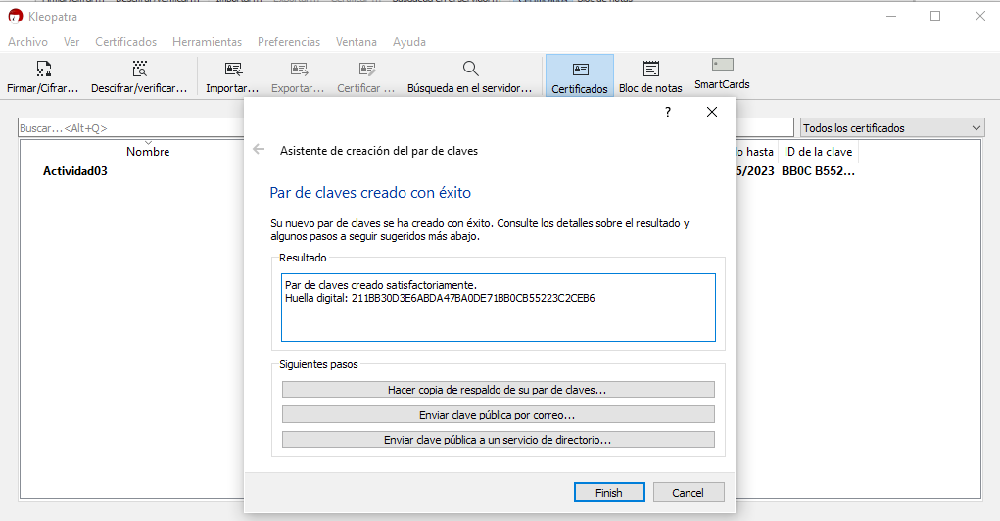 Kleopatra
Archivo Ver Certificados Herramientas Preferencias Ventana Ayuda
Firmar/Cifrar... Descifrar/verificar... Importar... Exportar... Certificar ... Búsqueda en el servidor... Certificados Bloc de notas SmartCards
Buscar...<Alt+Q> Todos los certificados
Nombre o hasta ID de la clave
Actividad03 5/2023 BB0C B552...
?
Asistente de creación del par de claves
Par de claves creado con éxito
Su nuevo par de claves se ha creado con éxito. Consulte los detalles sobre el resultado y
algunos pasos a seguir sugeridos más abajo.
Resultado
Par de claves creado satisfactoriamente.
Huella digital: 211BB30D3E6ABDA47BA0DE71BB0CB55223C2CEB6
Siguientes pasos
Hacer copia de respaldo de su par de claves...
Enviar clave pública por correo...
Enviar clave pública a un servicio de directorio...
Finish Cancel